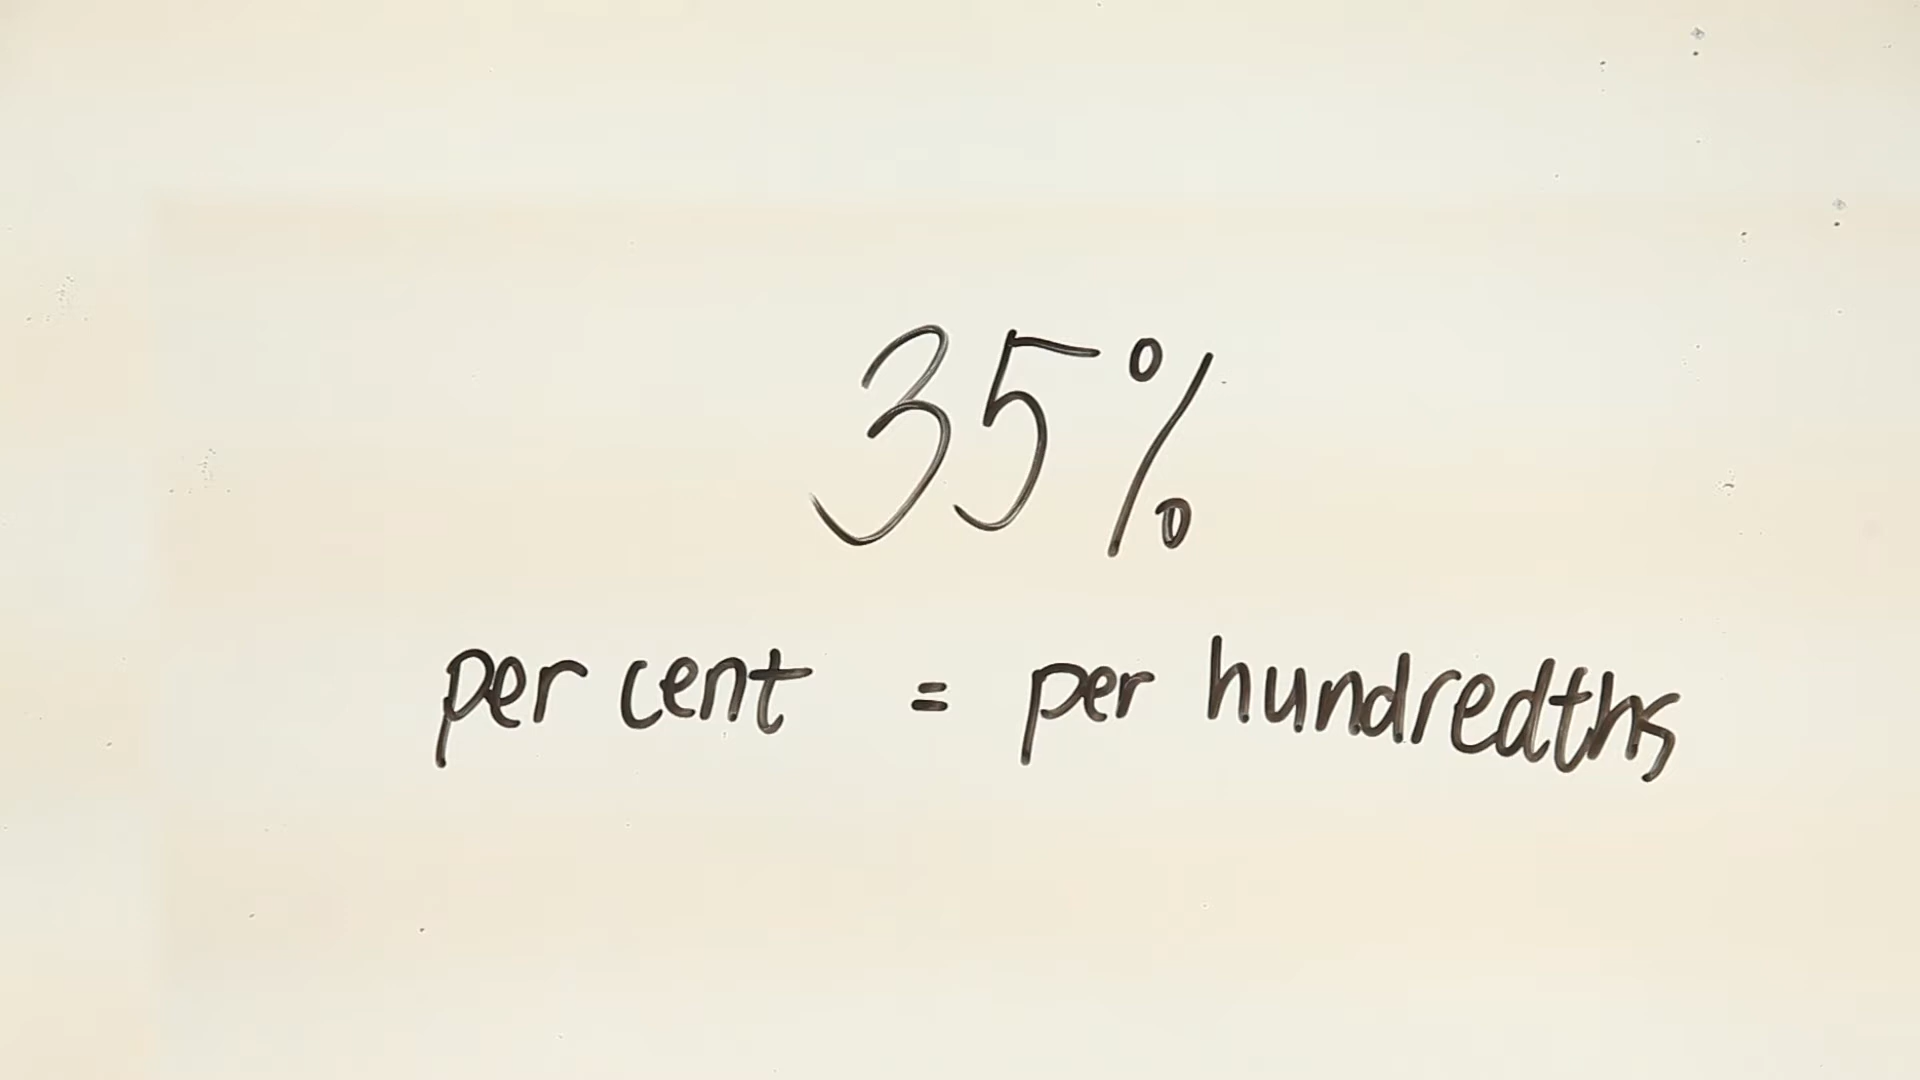 35%
per cent = per hundredths